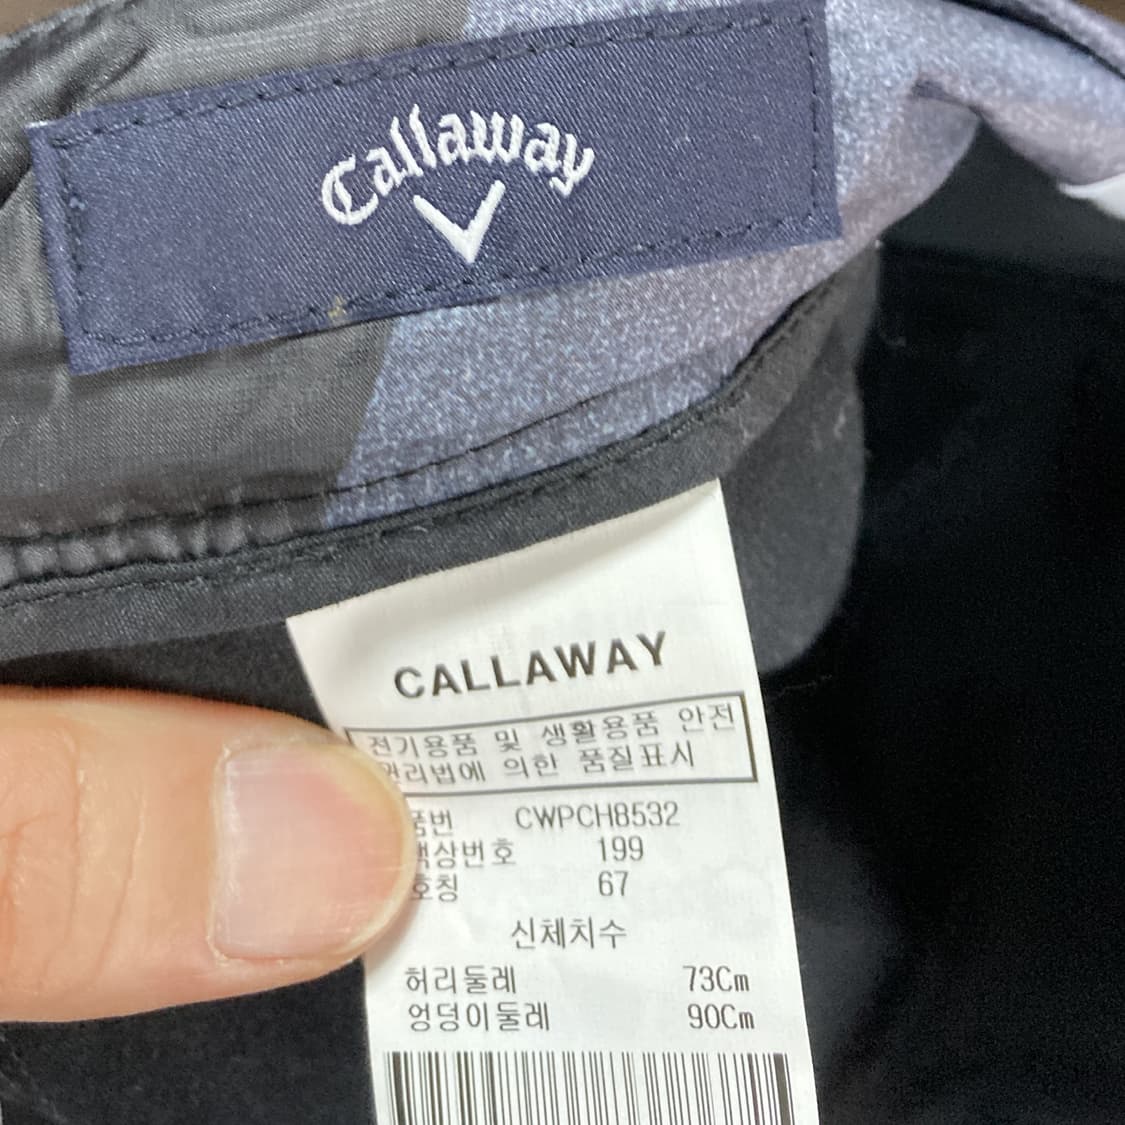 Callaway
CALLAWAY
전기용품 및 생활용품 안전
관리법에 의한 품질표시
품번 CWPCH8532
색상번호 199
호칭 67
신체치수
허리둘레 73Cm
엉덩이둘레 90Cm